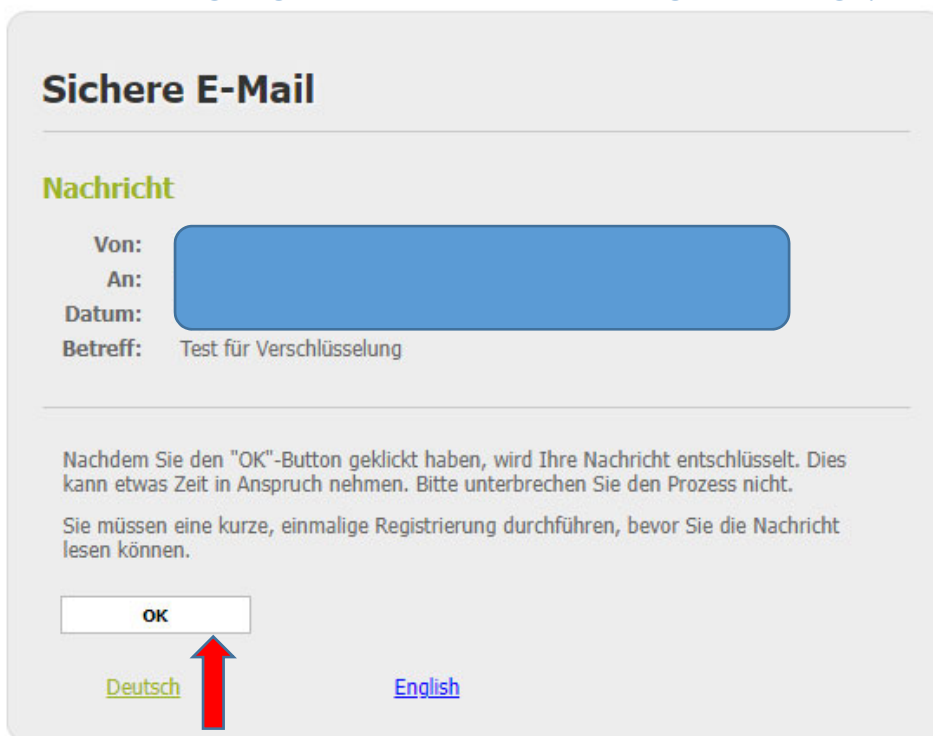 Sichere E-Mail
Nachricht
Von:
An:
Datum:
Betreff: Test für Verschlüsselung
Nachdem Sie den "OK"-Button geklickt haben, wird Ihre Nachricht entschlüsselt. Dies
kann etwas Zeit in Anspruch nehmen. Bitte unterbrechen Sie den Prozess nicht.
Sie müssen eine kurze, einmalige Registrierung durchführen, bevor Sie die Nachricht
lesen können.
OK
Deutsch English